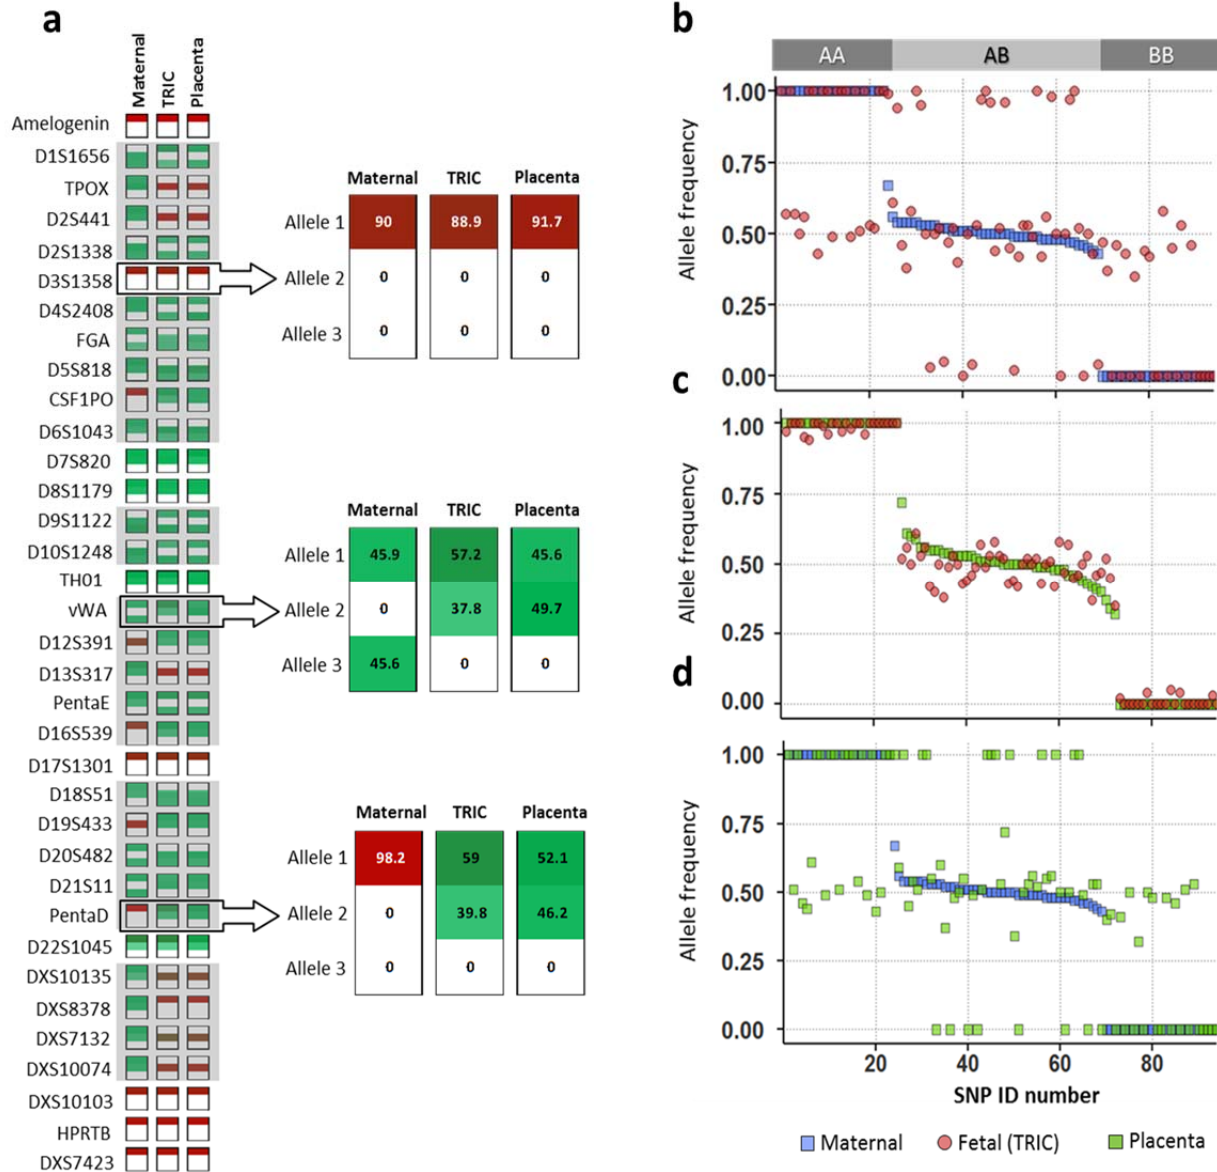 a
Maternal
TRIC
Placenta
Amelogenin
D1S1656
TPOX
D2S441
D2S1338
D3S1358
D4S2408
FGA
D5S818
CSF1PO
D6S1043
D7S820
D8S1179
D9S1122
D10S1248
TH01
vWA
D12S391
D13S317
PentaE
D16S539
D17S1301
D18S51
D19S433
D20S482
D21S11
PentaD
D22S1045
DXS10135
DXS8378
DXS7132
DXS10074
DXS10103
HPRTB
DXS7423
Maternal TRIC Placenta
Allele 1 90 88.9 91.7
Allele 2 0 0 0
Allele 3 0 0 0
Maternal TRIC Placenta
Allele 1 45.9 57.2 45.6
Allele 2 0 37.8 49.7
Allele 3 45.6 0 0
Maternal TRIC Placenta
Allele 1 98.2 59 52.1
Allele 2 0 39.8 46.2
Allele 3 0 0 0
b
AA AB BB
Allele frequency
1.00
0.75
0.50
0.25
0.00
c
Allele frequency
1.00
0.75
0.50
0.25
0.00
d
Allele frequency
1.00
0.75
0.50
0.25
0.00
20 40 60 80
SNP ID number
Maternal Fetal (TRIC) Placenta